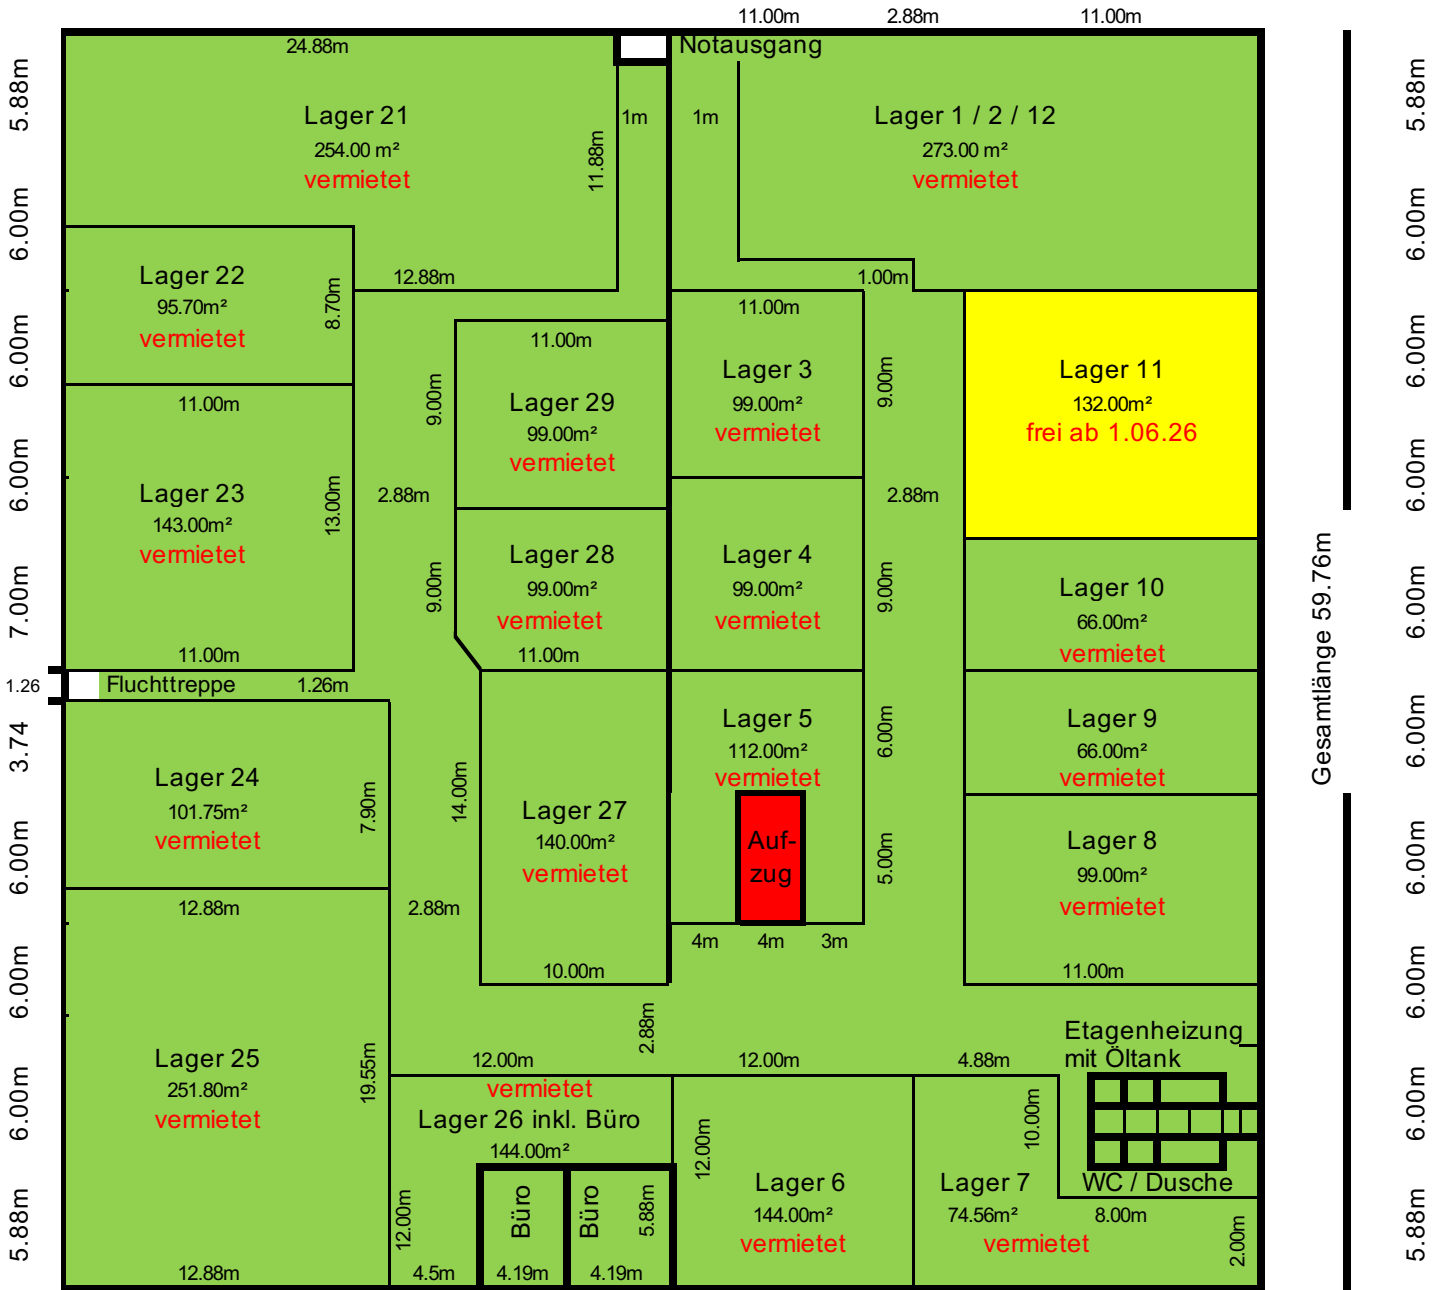 11.00m 2.88m 11.00m
24.88m
Notausgang
5.88m
6.00m
6.00m
6.00m
7.00m
1.26
3.74
6.00m
6.00m
6.00m
5.88m
Lager 21
254.00 m²
vermietet
11.88m
1m
1m
Lager 1 / 2 / 12
273.00 m²
vermietet
12.88m
1.00m
Lager 22
95.70m²
vermietet
8.70m
11.00m
Lager 29
99.00m²
vermietet
9.00m
11.00m
Lager 3
99.00m²
vermietet
9.00m
Lager 11
132.00m²
frei ab 1.06.26
11.00m
Lager 23
143.00m²
vermietet
13.00m
11.00m
2.88m
2.88m
Lager 28
99.00m²
vermietet
9.00m
11.00m
Lager 4
99.00m²
vermietet
9.00m
Lager 10
66.00m²
vermietet
Fluchttreppe 1.26m
Lager 5
112.00m²
vermietet
6.00m
5.00m
Auf-
zug
4m 4m 3m
Lager 9
66.00m²
vermietet
Lager 24
101.75m²
vermietet
7.90m
12.88m
2.88m
Lager 27
140.00m²
vermietet
14.00m
10.00m
Lager 8
99.00m²
vermietet
11.00m
2.88m
Lager 25
251.80m²
vermietet
19.55m
12.88m
12.00m
vermietet
Lager 26 inkl. Büro
144.00m²
12.00m
4.5m
Büro
4.19m
Büro
5.88m
4.19m
12.00m
12.00m
Lager 6
144.00m²
vermietet
4.88m
10.00m
Lager 7
74.56m²
vermietet
Etagenheizung
mit Öltank
WC / Dusche
8.00m
2.00m
Gesamtlänge 59.76m
5.88m
6.00m
6.00m
6.00m
6.00m
6.00m
6.00m
6.00m
6.00m
5.88m